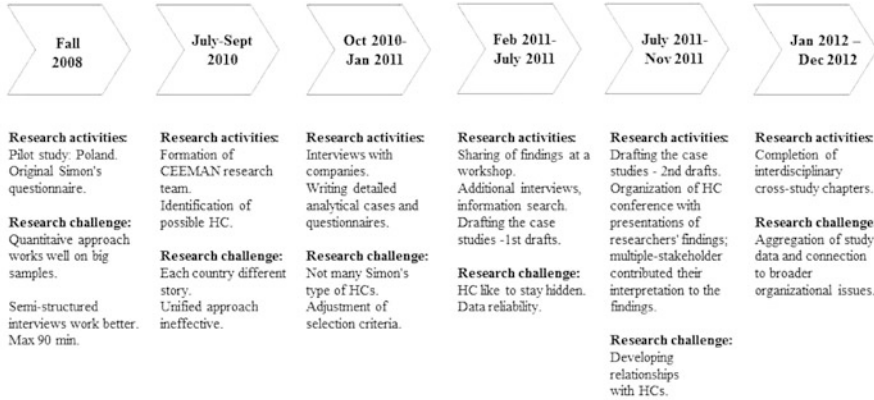 Fall
2008
July-Sept
2010
Oct 2010-
Jan 2011
Feb 2011-
July 2011
July 2011-
Nov 2011
Jan 2012 –
Dec 2012
Research activities:
Pilot study: Poland.
Original Simon's
questionnaire.
Research challenge:
Quantitaive approach
works well on big
samples.
Semi-structured
interviews work better.
Max 90 min.
Research activities:
Formation of
CEEMAN research
team.
Identification of
possible HC.
Research challenge:
Each country different
story.
Unified approach
ineffective.
Research activities:
Interviews with
companies.
Writing detailed
analytical cases and
questionnaires.
Research challenge:
Not many Simon's
type of HCs.
Adjustment of
selection criteria.
Research activities:
Sharing of findings at a
workshop.
Additional interviews,
information search.
Drafting the case
studies -1st drafts.
Research challenge:
HC like to stay hidden.
Data reliability.
Research activities:
Drafting the case
studies - 2nd drafts.
Organization of HC
conference with
presentations of
researchers' findings;
multiple-stakeholder
contributed their
interpretation to the
findings.
Research challenge:
Developing
relationships
with HCs.
Research activities:
Completion of
interdisciplinary
cross-study chapters.
Research challenge
Aggregation of study
data and connection
to broader
organizational issues.